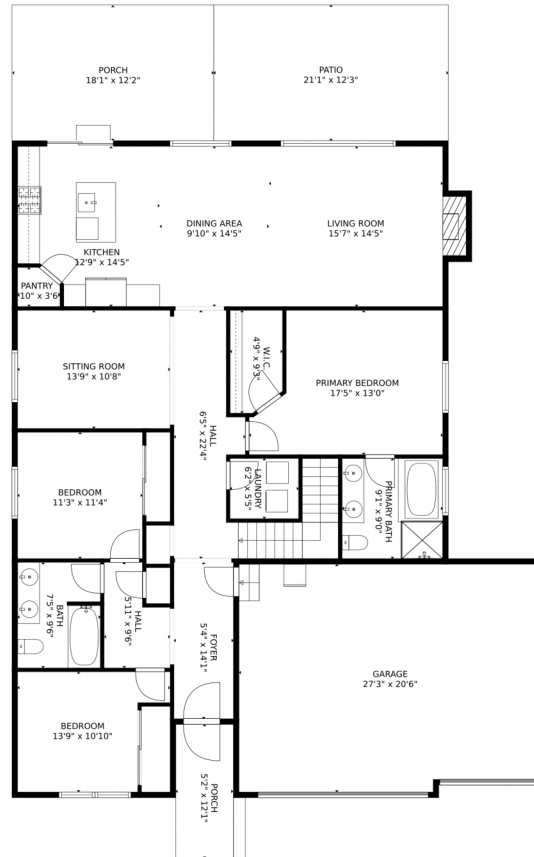 PORCH
18'1" x 12'2"
PATIO
21'1" x 12'3"
DINING AREA
9'10" x 14'5"
LIVING ROOM
15'7" x 14'5"
KITCHEN
12'9" x 14'5"
PANTRY
10" x 3'6"
W.I.C.
4'9" x 9'3"
SITTING ROOM
13'9" x 10'8"
PRIMARY BEDROOM
17'5" x 13'0"
HALL
6'5" x 22'4"
LAUNDRY
6'2" x 5'5"
PRIMARY BATH
9'1" x 9'0"
BEDROOM
11'3" x 11'4"
BATH
7'5" x 9'6"
HALL
5'11" x 9'6"
FOYER
5'4" x 14'1"
GARAGE
27'3" x 20'6"
BEDROOM
13'9" x 10'10"
PORCH
5'2" x 12'1"